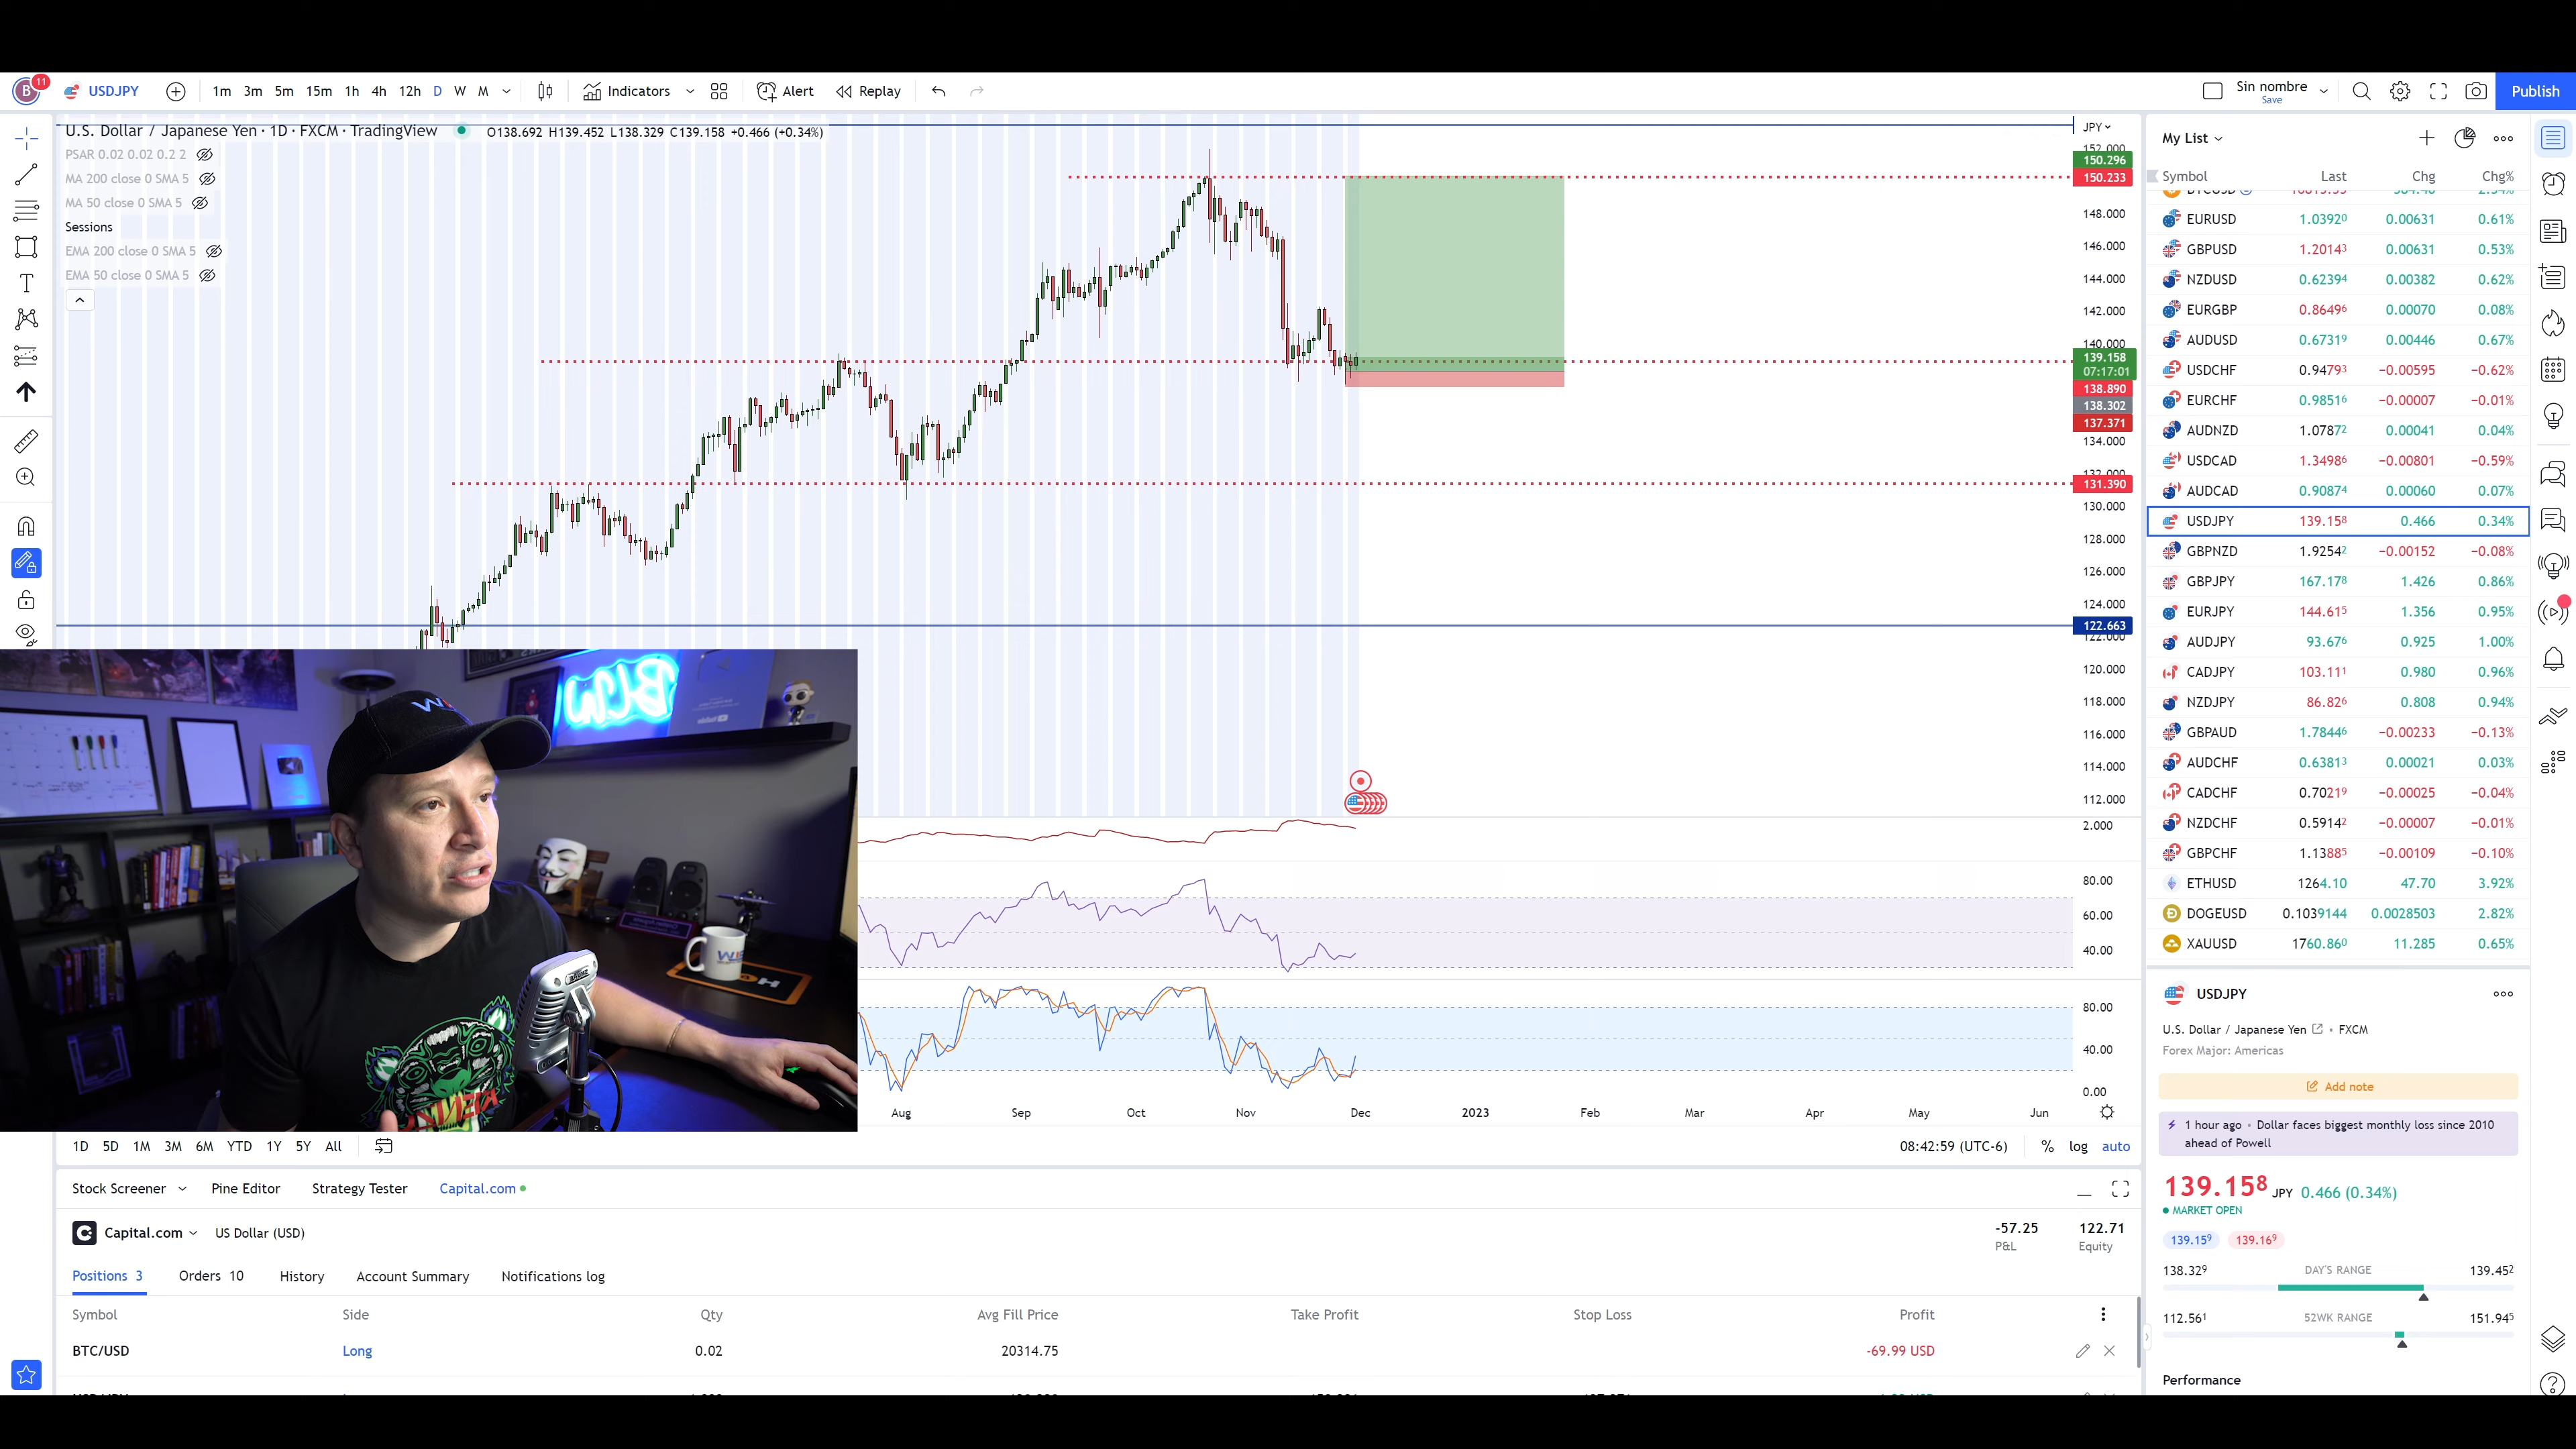 B 11 USDJPY 1m 3m 5m 15m 1h 4h 12h D W M Indicators Alert Replay Sin nombre Save Publish
U.S. Dollar / Japanese Yen · 1D · FXCM · TradingView O138.692 H139.452 L138.329 C139.158 +0.466 (+0.34%)
PSAR 0.02 0.02 0.2 2
MA 200 close 0 SMA 5
MA 50 close 0 SMA 5
Sessions
EMA 200 close 0 SMA 5
EMA 50 close 0 SMA 5
JPY
152.000
150.296
150.233
148.000
146.000
144.000
142.000
140.000
139.158
07:17:01
138.890
138.302
137.371
134.000
132.000
131.390
130.000
128.000
126.000
124.000
122.663
122.000
120.000
118.000
116.000
114.000
112.000
2.000
80.00
60.00
40.00
80.00
40.00
0.00
Aug Sep Oct Nov Dec 2023 Feb Mar Apr May Jun
1D 5D 1M 3M 6M YTD 1Y 5Y All 08:42:59 (UTC-6) % log auto
My List
Symbol Last Chg Chg%
EURUSD 1.03920 0.00631 0.61%
GBPUSD 1.20143 0.00631 0.53%
NZDUSD 0.62394 0.00382 0.62%
EURGBP 0.86496 0.00070 0.08%
AUDUSD 0.67319 0.00446 0.67%
USDCHF 0.94793 −0.00595 −0.62%
EURCHF 0.98516 −0.00007 −0.01%
AUDNZD 1.07872 0.00041 0.04%
USDCAD 1.34986 −0.00801 −0.59%
AUDCAD 0.90874 0.00060 0.07%
USDJPY 139.158 0.466 0.34%
GBPNZD 1.92542 −0.00152 −0.08%
GBPJPY 167.178 1.426 0.86%
EURJPY 144.615 1.356 0.95%
AUDJPY 93.676 0.925 1.00%
CADJPY 103.111 0.980 0.96%
NZDJPY 86.826 0.808 0.94%
GBPAUD 1.78446 −0.00233 −0.13%
AUDCHF 0.63813 0.00021 0.03%
CADCHF 0.70219 −0.00025 −0.04%
NZDCHF 0.59142 −0.00007 −0.01%
GBPCHF 1.13885 −0.00109 −0.10%
ETHUSD 1264.10 47.70 3.92%
DOGEUSD 0.1039144 0.0028503 2.82%
XAUUSD 1760.860 11.285 0.65%
USDJPY
U.S. Dollar / Japanese Yen • FXCM
Forex Major: Americas
Add note
1 hour ago • Dollar faces biggest monthly loss since 2010
ahead of Powell
139.158 JPY 0.466 (0.34%)
MARKET OPEN
139.159 139.169
138.329 DAY'S RANGE 139.452
112.561 52WK RANGE 151.945
Performance
Stock Screener Pine Editor Strategy Tester Capital.com
Capital.com US Dollar (USD) -57.25 122.71
P&L Equity
Positions 3 Orders 10 History Account Summary Notifications log
Symbol Side Qty Avg Fill Price Take Profit Stop Loss Profit
BTC/USD Long 0.02 20314.75 -69.99 USD